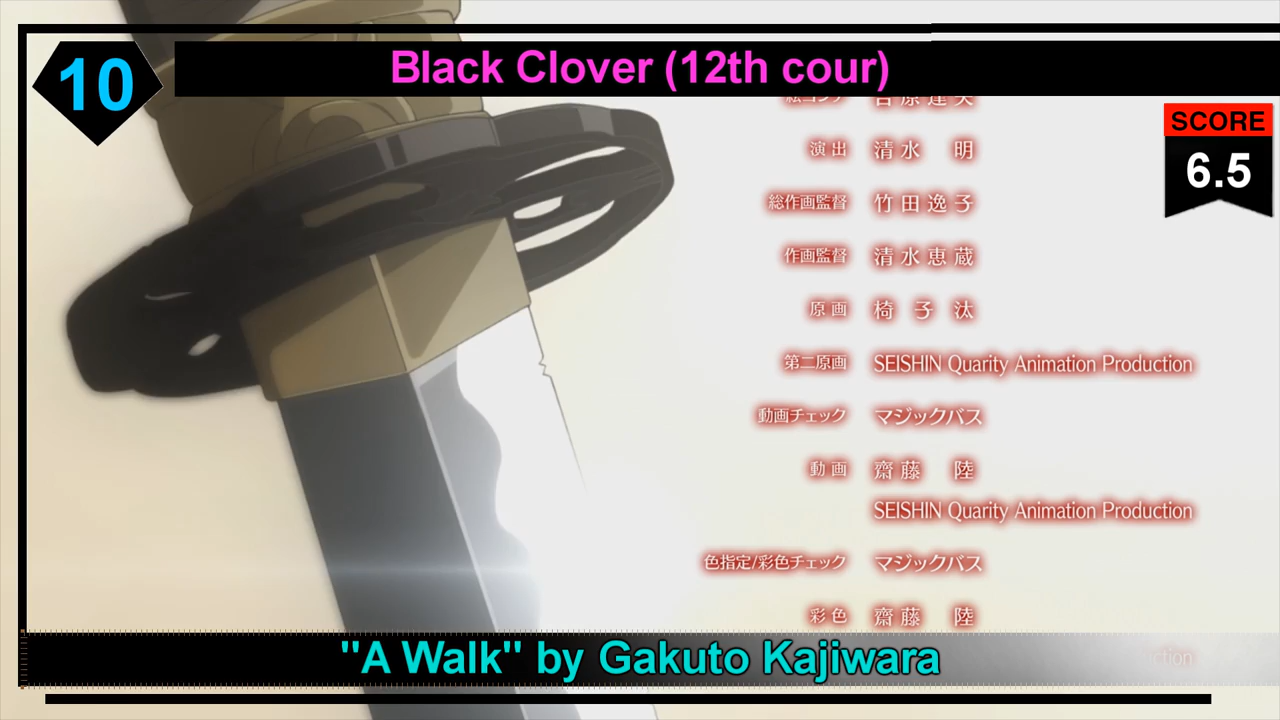 10
Black Clover (12th cour)
SCORE
6.5
演出 清水 明
総作画監督 竹田逸子
作画監督 清水恵蔵
原画 椅子汰
第二原画 SEISHIN Quarity Animation Production
動画チェック マジックバス
動画 齋藤 陸
SEISHIN Quarity Animation Production
色指定/彩色チェック マジックバス
彩色 齋藤 陸
"A Walk" by Gakuto Kajiwara